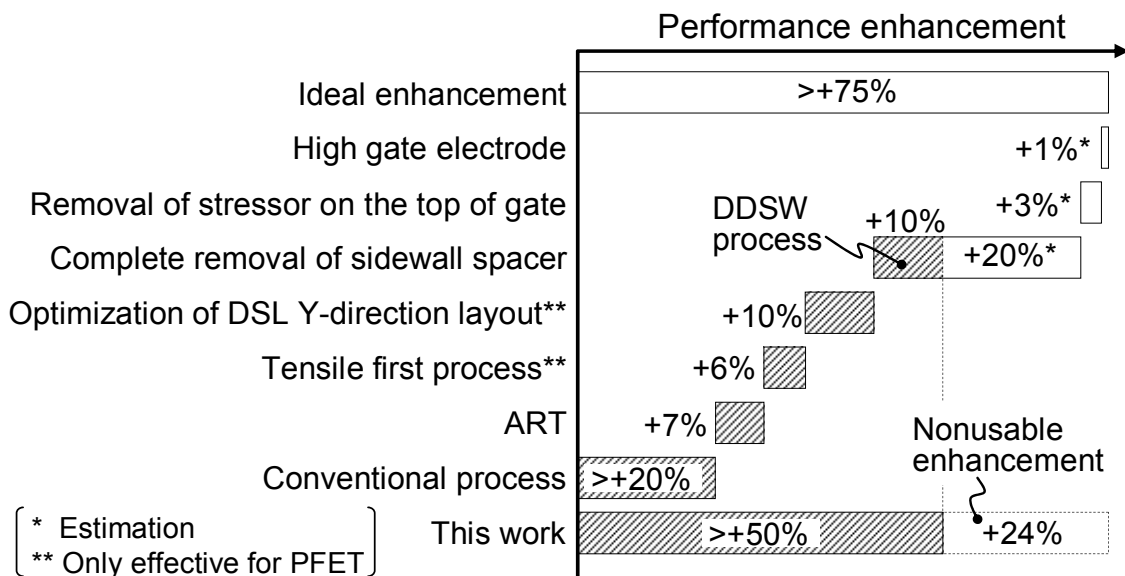 Performance enhancement
Ideal enhancement
>+75%
High gate electrode
+1%*
Removal of stressor on the top of gate
+3%*
DDSW
process
+10%
Complete removal of sidewall spacer
+20%*
Optimization of DSL Y-direction layout**
+10%
Tensile first process**
+6%
ART
+7%
Nonusable
enhancement
Conventional process
>+20%
This work
>+50%
+24%
* Estimation
** Only effective for PFET